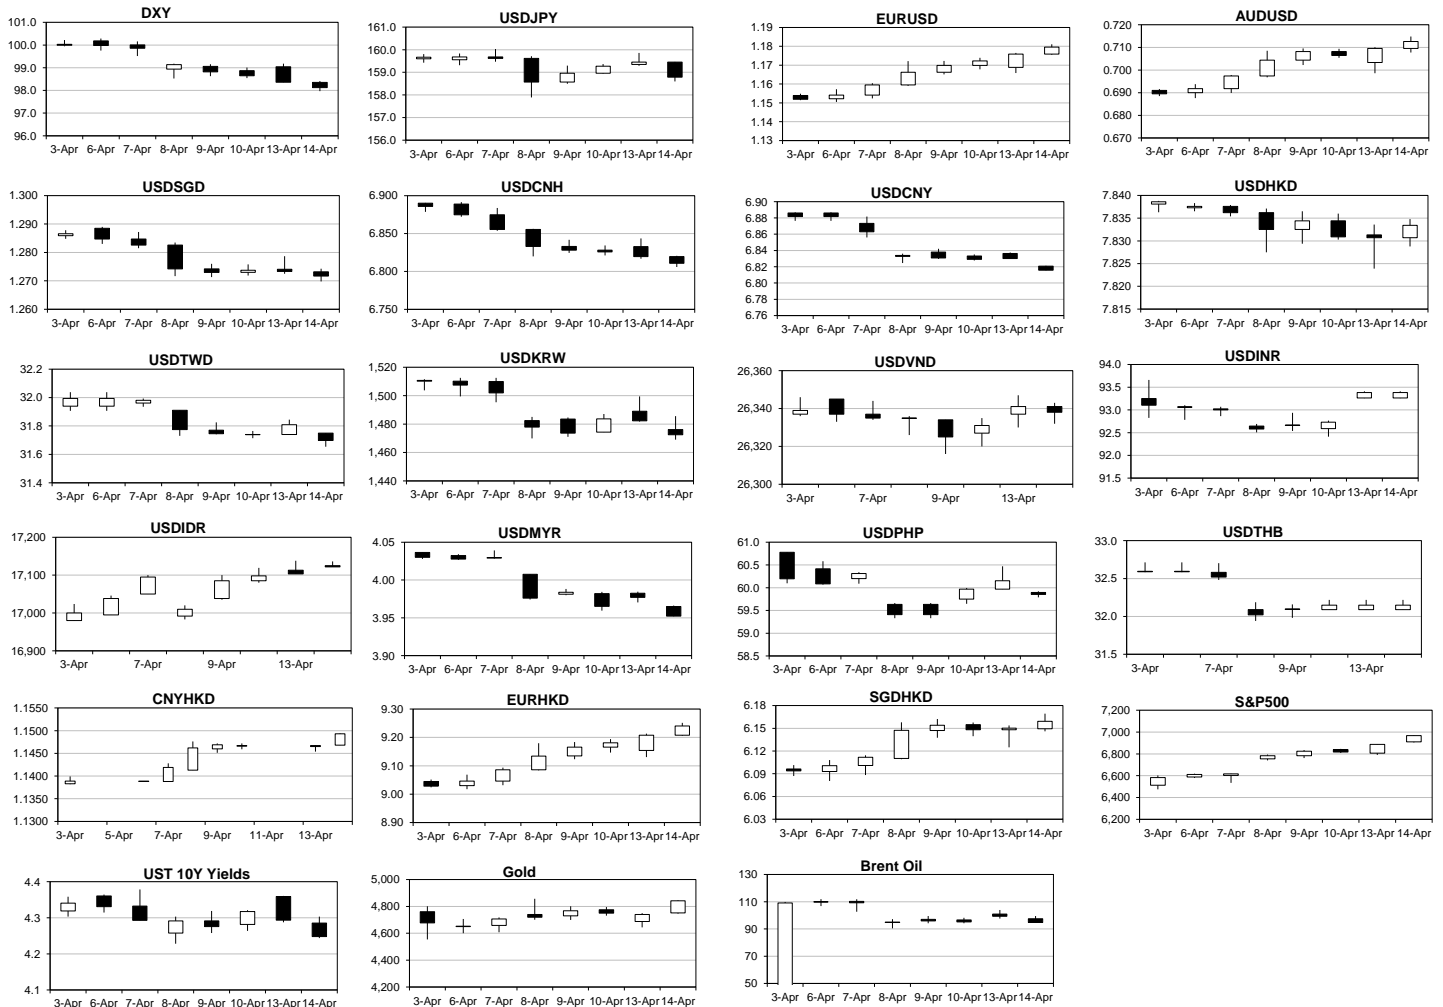 DXY
101.0
100.0
99.0
98.0
97.0
96.0
3-Apr 6-Apr 7-Apr 8-Apr 9-Apr 10-Apr 13-Apr 14-Apr
USDJPY
161.0
160.0
159.0
158.0
157.0
156.0
3-Apr 6-Apr 7-Apr 8-Apr 9-Apr 10-Apr 13-Apr 14-Apr
EURUSD
1.19
1.18
1.17
1.16
1.15
1.14
1.13
3-Apr 6-Apr 7-Apr 8-Apr 9-Apr 10-Apr 13-Apr 14-Apr
AUDUSD
0.720
0.710
0.700
0.690
0.680
0.670
3-Apr 6-Apr 7-Apr 8-Apr 9-Apr 10-Apr 13-Apr 14-Apr
USDSGD
1.300
1.290
1.280
1.270
1.260
3-Apr 6-Apr 7-Apr 8-Apr 9-Apr 10-Apr 13-Apr 14-Apr
USDCNH
6.900
6.850
6.800
6.750
3-Apr 6-Apr 7-Apr 8-Apr 9-Apr 10-Apr 13-Apr 14-Apr
USDCNY
6.90
6.88
6.86
6.84
6.82
6.80
6.78
6.76
3-Apr 6-Apr 7-Apr 8-Apr 9-Apr 10-Apr 13-Apr 14-Apr
USDHKD
7.840
7.835
7.830
7.825
7.820
7.815
3-Apr 6-Apr 7-Apr 8-Apr 9-Apr 10-Apr 13-Apr 14-Apr
USDTWD
32.2
32.0
31.8
31.6
31.4
3-Apr 6-Apr 7-Apr 8-Apr 9-Apr 10-Apr 13-Apr 14-Apr
USDKRW
1,520
1,500
1,480
1,460
1,440
3-Apr 6-Apr 7-Apr 8-Apr 9-Apr 10-Apr 13-Apr 14-Apr
USDVND
26,360
26,340
26,320
26,300
3-Apr 7-Apr 9-Apr 13-Apr
USDINR
94.0
93.5
93.0
92.5
92.0
91.5
3-Apr 6-Apr 7-Apr 8-Apr 9-Apr 10-Apr 13-Apr 14-Apr
USDIDR
17,200
17,100
17,000
16,900
3-Apr 7-Apr 9-Apr 13-Apr
USDMYR
4.05
4.00
3.95
3.90
3-Apr 6-Apr 7-Apr 8-Apr 9-Apr 10-Apr 13-Apr 14-Apr
USDPHP
61.0
60.5
60.0
59.5
59.0
58.5
3-Apr 6-Apr 7-Apr 8-Apr 9-Apr 10-Apr 13-Apr 14-Apr
USDTHB
33.0
32.5
32.0
31.5
3-Apr 7-Apr 9-Apr 13-Apr
CNYHKD
1.1550
1.1500
1.1450
1.1400
1.1350
1.1300
3-Apr 5-Apr 7-Apr 9-Apr 11-Apr 13-Apr
EURHKD
9.30
9.20
9.10
9.00
8.90
3-Apr 6-Apr 7-Apr 8-Apr 9-Apr 10-Apr 13-Apr 14-Apr
SGDHKD
6.18
6.15
6.12
6.09
6.06
6.03
3-Apr 6-Apr 7-Apr 8-Apr 9-Apr 10-Apr 13-Apr 14-Apr
S&P500
7,200
7,000
6,800
6,600
6,400
6,200
3-Apr 6-Apr 7-Apr 8-Apr 9-Apr 10-Apr 13-Apr 14-Apr
UST 10Y Yields
4.4
4.3
4.2
4.1
3-Apr 6-Apr 7-Apr 8-Apr 9-Apr 10-Apr 13-Apr 14-Apr
Gold
5,000
4,800
4,600
4,400
4,200
3-Apr 6-Apr 7-Apr 8-Apr 9-Apr 10-Apr 13-Apr 14-Apr
Brent Oil
130
110
90
70
50
3-Apr 6-Apr 7-Apr 8-Apr 9-Apr 10-Apr 13-Apr 14-Apr